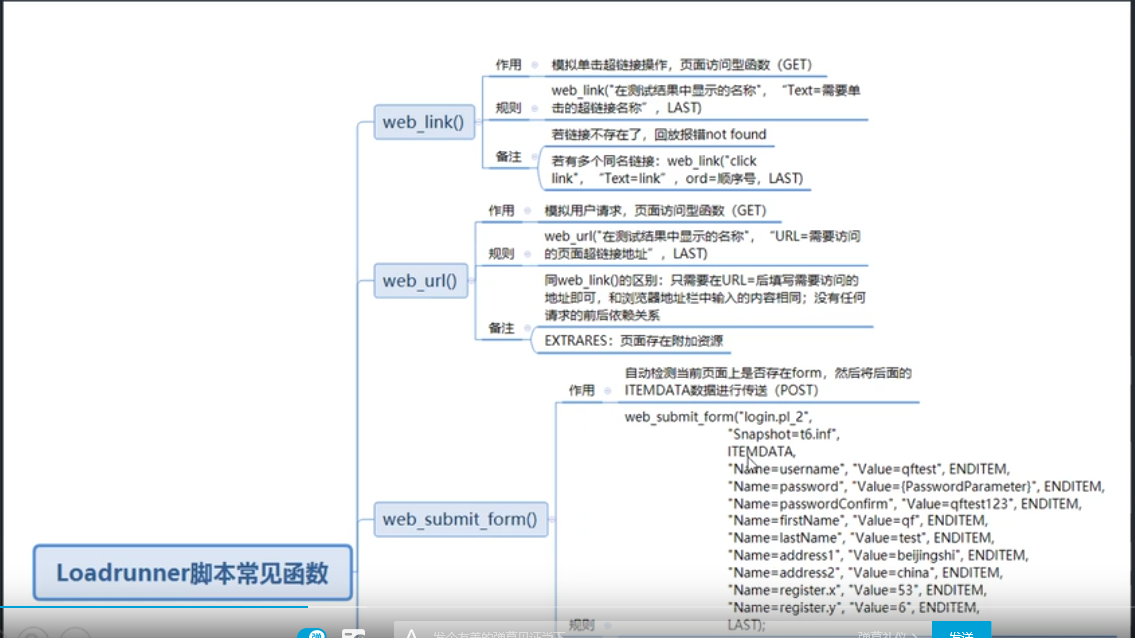 作用
模拟单击超链接操作，页面访问型函数（GET）
web_link()
规则
web_link("在测试结果中显示的名称", “Text=需要单
击的超链接名称”, LAST)
备注
若链接不存在了，回放报错not found
若有多个同名链接：web_link("click
link", “Text=link”, ord=顺序号, LAST)
作用
模拟用户请求，页面访问型函数（GET）
web_url()
规则
web_url("在测试结果中显示的名称", “URL=需要访问
的页面超链接地址”, LAST)
备注
同web_link()的区别：只需要在URL=后填写需要访问的
地址即可，和浏览器地址栏中输入的内容相同；没有任何
请求的前后依赖关系
EXTRARES：页面存在附加资源
作用
自动检测当前页面上是否存在form，然后将后面的
ITEMDATA数据进行传送（POST）
web_submit_form()
规则
web_submit_form("login.pl_2",
"Snapshot=t6.inf",
ITEMDATA,
"Name=username", "Value=qftest", ENDITEM,
"Name=password", "Value={PasswordParameter}", ENDITEM,
"Name=passwordConfirm", "Value=qftest123", ENDITEM,
"Name=firstName", "Value=qf", ENDITEM,
"Name=lastName", "Value=test", ENDITEM,
"Name=address1", "Value=beijingshi", ENDITEM,
"Name=address2", "Value=china", ENDITEM,
"Name=register.x", "Value=53", ENDITEM,
"Name=register.y", "Value=6", ENDITEM,
LAST);
Loadrunner脚本常见函数
弹
发个友善的弹幕见证当下
弹幕礼仪 >
发送